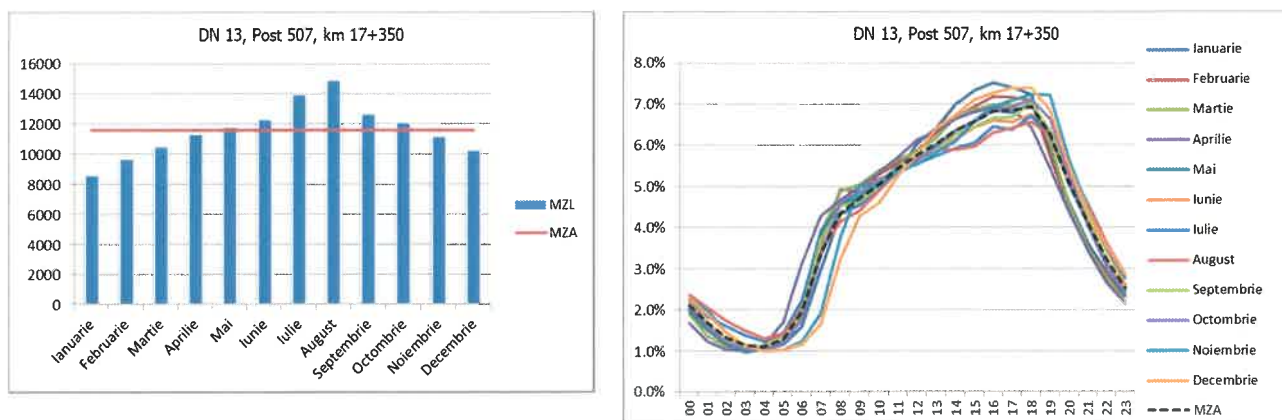 DN 13, Post 507, km 17+350
16000
14000
12000
10000
8000
6000
4000
2000
0
Ianuarie
Februarie
Martie
Aprilie
Mai
Iunie
Iulie
August
Septembrie
Octombrie
Noiembrie
Decembrie
MZL
MZA
DN 13, Post 507, km 17+350
8.0%
7.0%
6.0%
5.0%
4.0%
3.0%
2.0%
1.0%
0.0%
00 01 02 03 04 05 06 07 08 09 10 11 12 13 14 15 16 17 18 19 20 21 22 23
Ianuarie
Februarie
Martie
Aprilie
Mai
Iunie
Iulie
August
Septembrie
Octombrie
Noiembrie
Decembrie
MZA